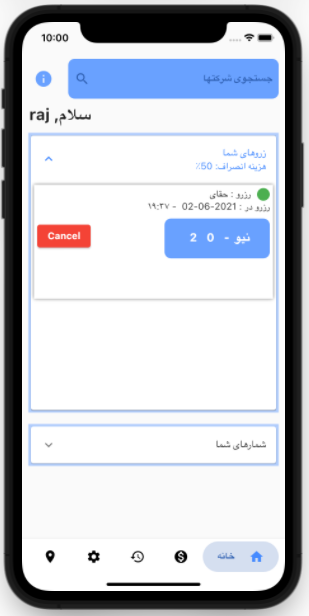 10:00
جستجوی شرکتها
سلام, raj
زروهای شما
هزینه انصراف: 50٪
رزرو : حقای
رزرو در : 2021-06-02 - ۱۹:۳۷
نیو - 0 2
Cancel
شمارهای شما
خانه